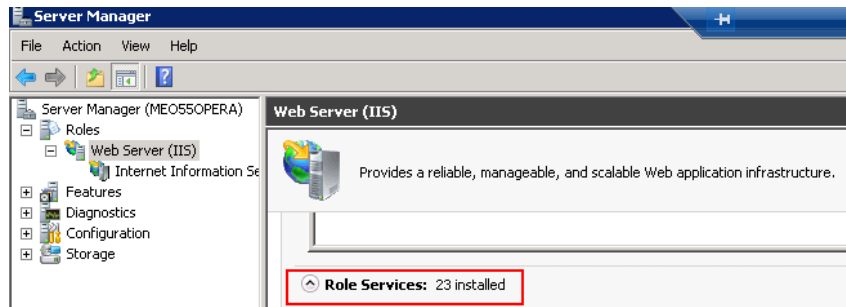 Server Manager
File Action View Help
Server Manager (MEO55OPERA)
Roles
Web Server (IIS)
Internet Information Se
Features
Diagnostics
Configuration
Storage
Web Server (IIS)
Provides a reliable, manageable, and scalable Web application infrastructure.
Role Services: 23 installed